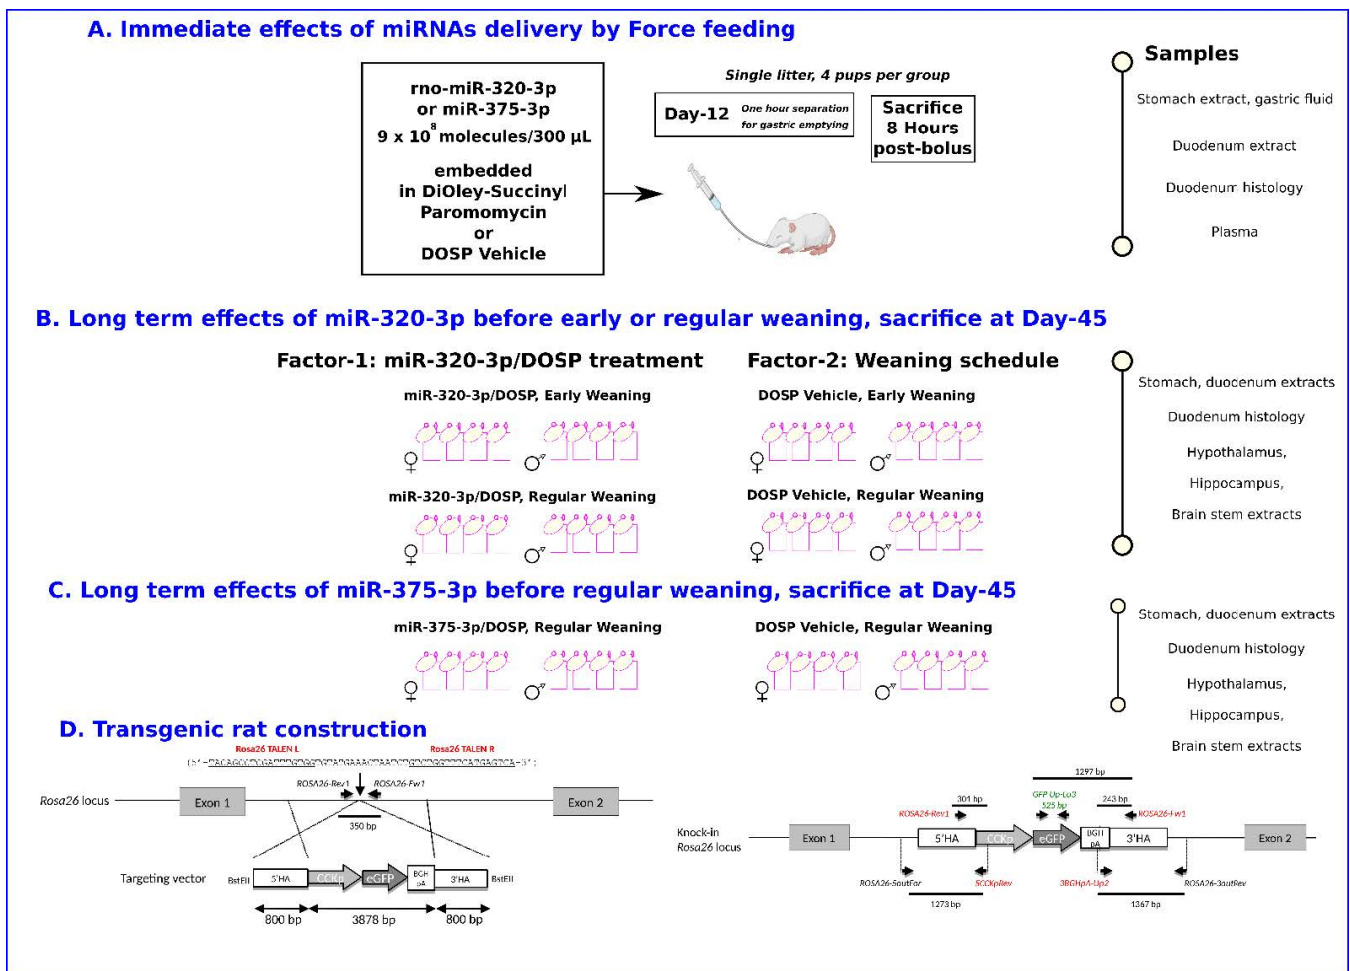 A. Immediate effects of miRNAs delivery by Force feeding
rno-miR-320-3p
or miR-375-3p
9 x 10⁸ molecules/300 µL
embedded
in DiOley-Succinyl
Paromomycin
or
DOSP Vehicle
Single litter, 4 pups per group
Day-12
One hour separation
for gastric emptying
Sacrifice
8 Hours
post-bolus
Samples
Stomach extract, gastric fluid
Duodenum extract
Duodenum histology
Plasma
B. Long term effects of miR-320-3p before early or regular weaning, sacrifice at Day-45
Factor-1: miR-320-3p/DOSP treatment
Factor-2: Weaning schedule
miR-320-3p/DOSP, Early Weaning
DOSP Vehicle, Early Weaning
♀ ♂ ♀ ♂
miR-320-3p/DOSP, Regular Weaning
DOSP Vehicle, Regular Weaning
♀ ♂ ♀ ♂
Stomach, duocenum extracts
Duodenum histology
Hypothalamus,
Hippocampus,
Brain stem extracts
C. Long term effects of miR-375-3p before regular weaning, sacrifice at Day-45
miR-375-3p/DOSP, Regular Weaning
DOSP Vehicle, Regular Weaning
♀ ♂ ♀ ♂
Stomach, duodenum extracts
Duodenum histology
Hypothalamus,
Hippocampus,
Brain stem extracts
D. Transgenic rat construction
Rosa26 TALEN L
Rosa26 TALEN R
ROSA26-Rev1
ROSA26-Fw1
Rosa26 locus
Exon 1
Exon 2
350 bp
Targeting vector
BstEII
5'HA
CCKp
eGFP
BGH
pA
3'HA
BstEII
800 bp
3878 bp
800 bp
1297 bp
301 bp
GFP Up-Lo3
525 bp
243 bp
ROSA26-Rev1
ROSA26-Fw1
Knock-in
Rosa26 locus
Exon 1
5'HA
CCKp
eGFP
BGH
pA
3'HA
Exon 2
ROSA26-5outFor
5CCKpRev
3BGHpA-Up2
ROSA26-3outRev
1273 bp
1367 bp